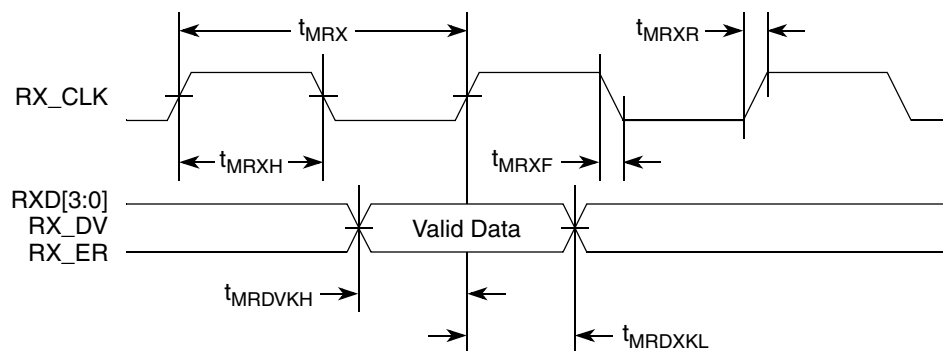 tMRX
tMRXR
RX_CLK
tMRXH
tMRXF
RXD[3:0]
RX_DV
RX_ER
Valid Data
tMRDVKH
tMRDXKL